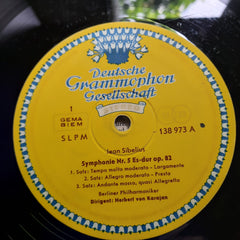 Deutsche
Grammophon
Gesellschaft
STEREO
1
GEMA
BIEM
138 973 A
SLPM
Jean Sibelius
Symphonie Nr. 5 Es-dur op. 82
1. Satz: Tempo molto moderato - Largamente
2. Satz: Allegro moderato - Presto
3. Satz: Andante mosso, quasi Allegretto
Berliner Philharmoniker
Dirigent: Herbert von Karajan